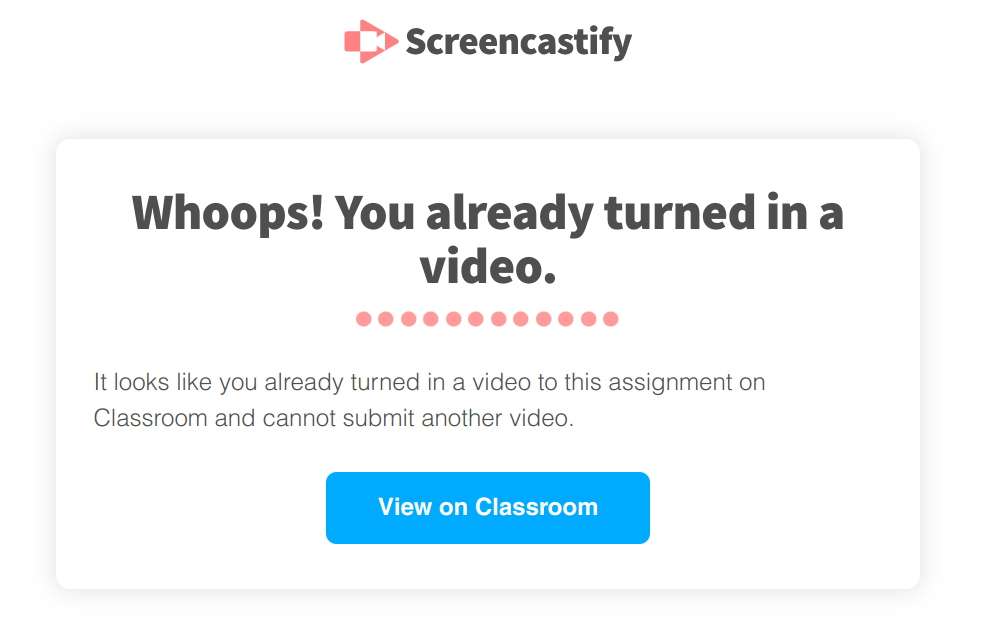 Screencastify
Whoops! You already turned in a
video.
It looks like you already turned in a video to this assignment on
Classroom and cannot submit another video.
View on Classroom